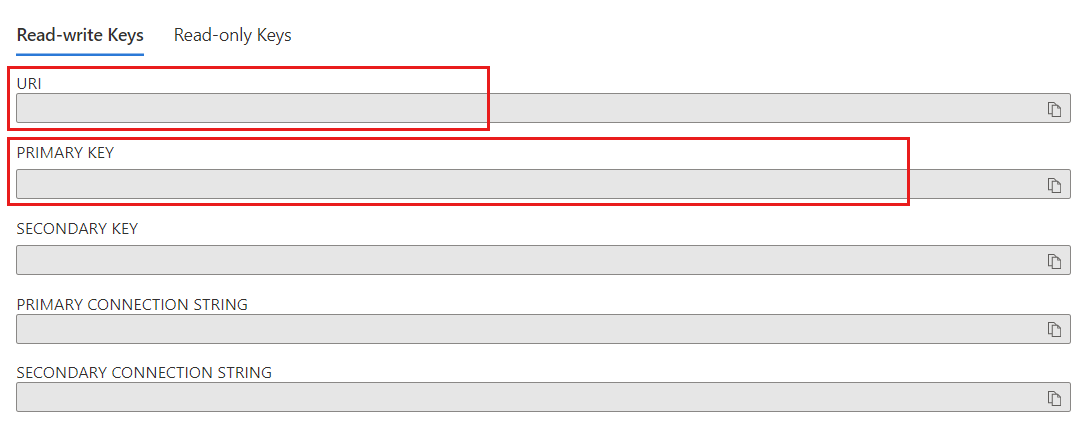 Read-write Keys Read-only Keys
URI
PRIMARY KEY
SECONDARY KEY
PRIMARY CONNECTION STRING
SECONDARY CONNECTION STRING